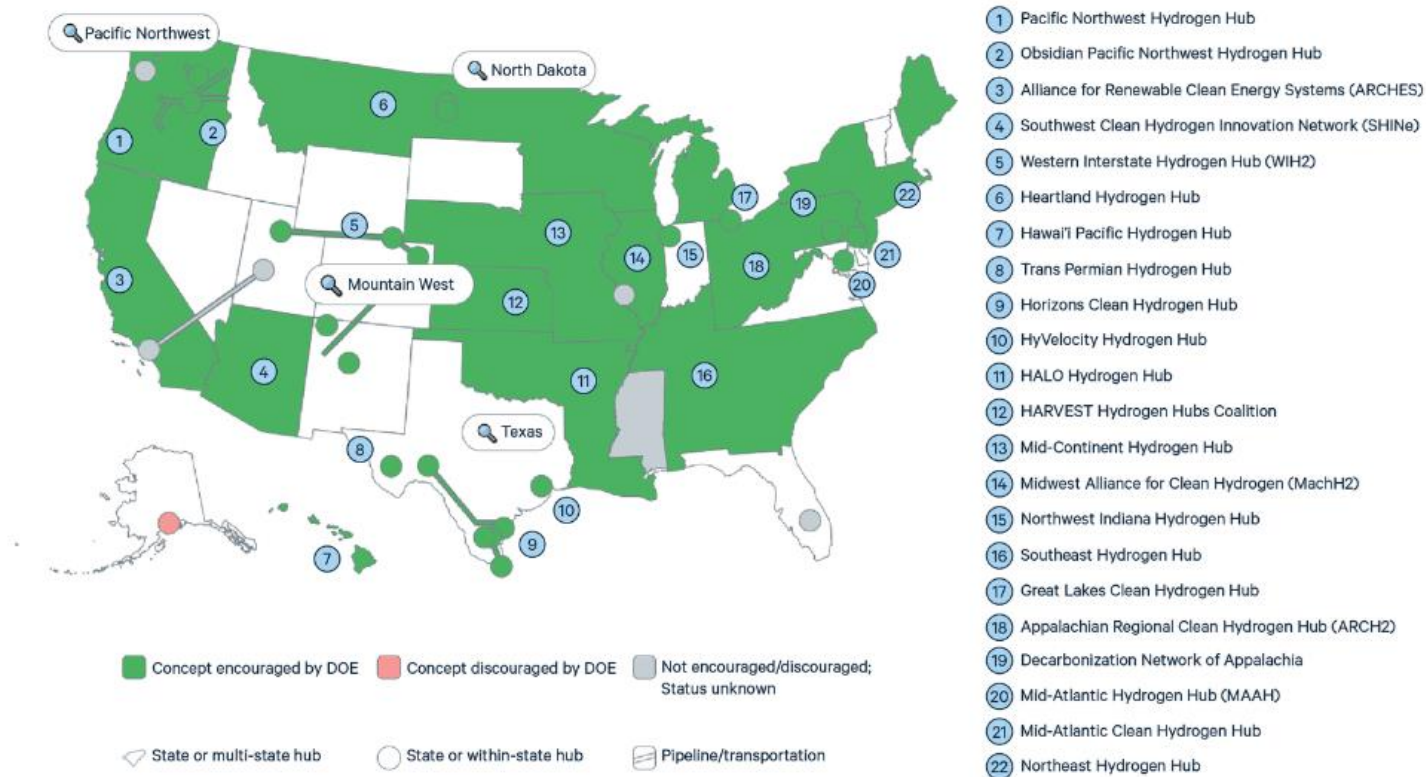 Pacific Northwest
North Dakota
Mountain West
Texas
1
2
3
4
5
6
7
8
9
10
11
12
13
14
15
16
17
18
19
20
21
22
Concept encouraged by DOE
Concept discouraged by DOE
Not encouraged/discouraged;
Status unknown
State or multi-state hub
State or within-state hub
Pipeline/transportation
1 Pacific Northwest Hydrogen Hub
2 Obsidian Pacific Northwest Hydrogen Hub
3 Alliance for Renewable Clean Energy Systems (ARCHES)
4 Southwest Clean Hydrogen Innovation Network (SHINe)
5 Western Interstate Hydrogen Hub (WIH2)
6 Heartland Hydrogen Hub
7 Hawai'i Pacific Hydrogen Hub
8 Trans Permian Hydrogen Hub
9 Horizons Clean Hydrogen Hub
10 HyVelocity Hydrogen Hub
11 HALO Hydrogen Hub
12 HARVEST Hydrogen Hubs Coalition
13 Mid-Continent Hydrogen Hub
14 Midwest Alliance for Clean Hydrogen (MachH2)
15 Northwest Indiana Hydrogen Hub
16 Southeast Hydrogen Hub
17 Great Lakes Clean Hydrogen Hub
18 Appalachian Regional Clean Hydrogen Hub (ARCH2)
19 Decarbonization Network of Appalachia
20 Mid-Atlantic Hydrogen Hub (MAAH)
21 Mid-Atlantic Clean Hydrogen Hub
22 Northeast Hydrogen Hub